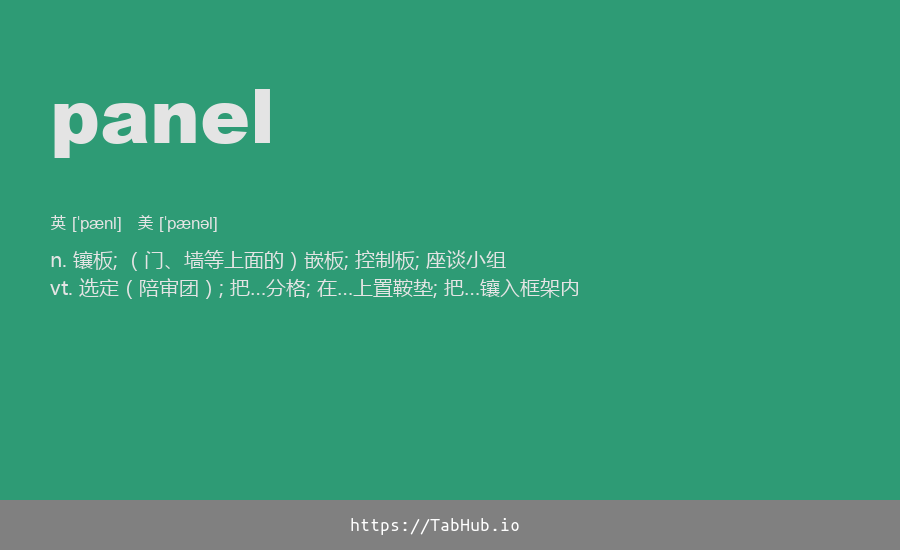 panel
英 ['pænl] 美 ['pænəl]
n. 镶板; （门、墙等上面的）嵌板; 控制板; 座谈小组
vt. 选定（陪审团）; 把…分格; 在…上置鞍垫; 把…镶入框架内
https://TabHub.io